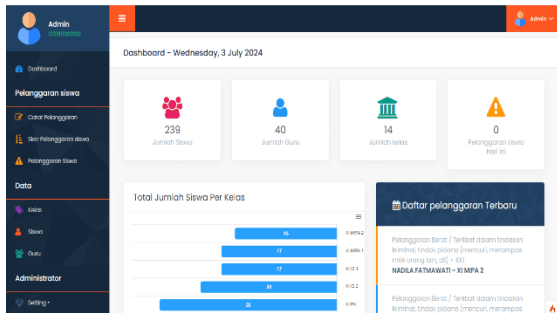 Admin
Admin
Dashboard - Wednesday, 3 July 2024
Dashboard
Pelanggaran siswa
Catat Pelanggaran
Skor Pelanggaran siswa
Pelanggaran Siswa
Data
Kelas
Siswa
Guru
Administrator
Setting
239
Jumlah Siswa
40
Jumlah Guru
14
Jumlah kelas
0
Pelanggaran siswa
hari ini
Total Jumlah Siswa Per Kelas
15
XI MIPA 2
17
17
Daftar pelanggaran Terbaru
Pelanggaran Berat / Terlibat dalam tindakan
kriminal, tindak pidana (mencuri, merampas
milik orang lain, dll) - 100
NADILA FATMAWATI - XI MIPA 2
Pelanggaran Berat / Terlibat dalam tindakan
kriminal, tindak pidana (mencuri, merampas